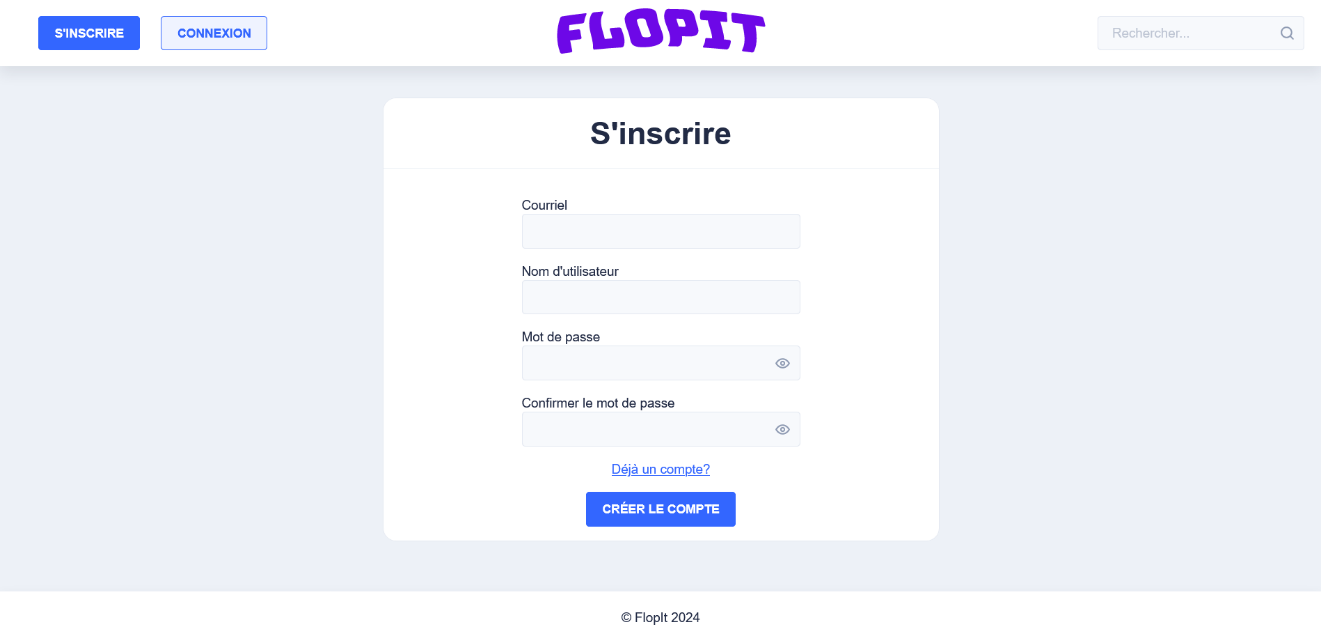 S'INSCRIRE
CONNEXION
FLOPIT
Rechercher...
S'inscrire
Courriel
Nom d'utilisateur
Mot de passe
Confirmer le mot de passe
Déjà un compte?
CRÉER LE COMPTE
© FlopIt 2024